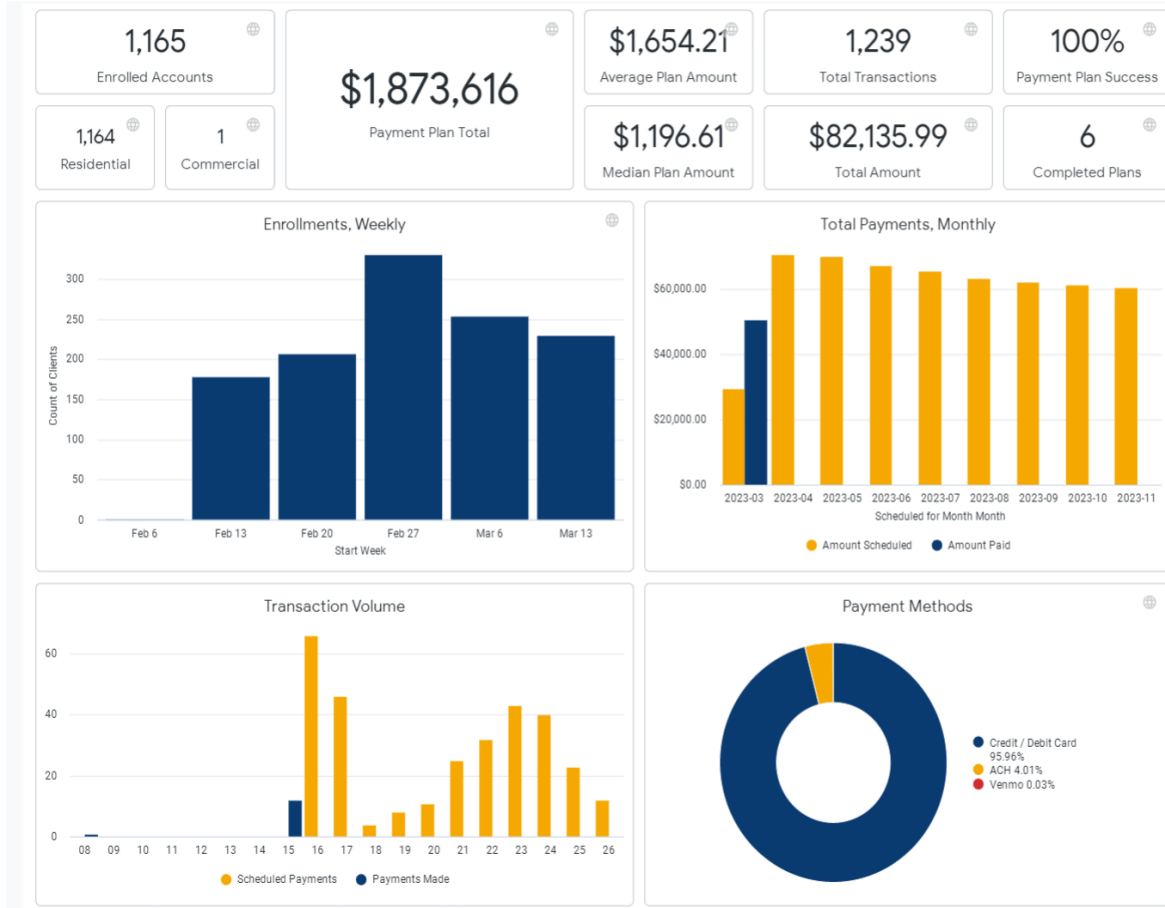 1,165
Enrolled Accounts
1,164
Residential
1
Commercial
$1,873,616
Payment Plan Total
$1,654.21
Average Plan Amount
$1,196.61
Median Plan Amount
1,239
Total Transactions
$82,135.99
Total Amount
100%
Payment Plan Success
6
Completed Plans
Enrollments, Weekly
Count of Clients
300
250
200
150
100
50
0
Feb 6 Feb 13 Feb 20 Feb 27 Mar 6 Mar 13
Start Week
Total Payments, Monthly
$60,000.00
$40,000.00
$20,000.00
$0.00
2023-03 2023-04 2023-05 2023-06 2023-07 2023-08 2023-09 2023-10 2023-11
Scheduled for Month Month
Amount Scheduled Amount Paid
Transaction Volume
60
40
20
0
08 09 10 11 12 13 14 15 16 17 18 19 20 21 22 23 24 25 26
Scheduled Payments Payments Made
Payment Methods
Credit / Debit Card
95.96%
ACH 4.01%
Venmo 0.03%